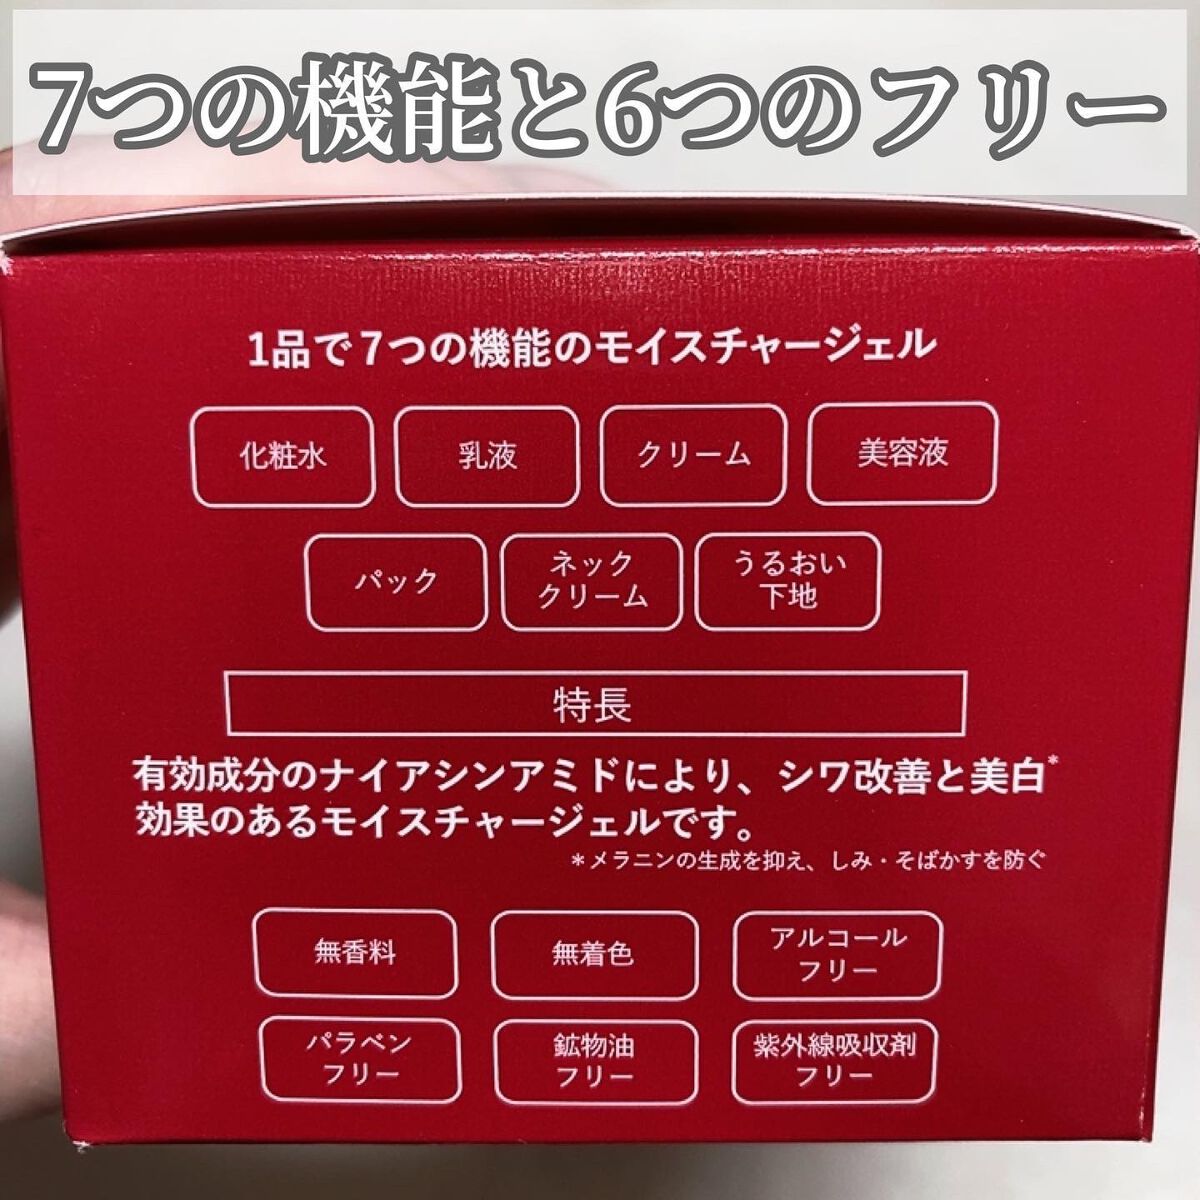 7つの機能と6つのフリー
1品で7つの機能のモイスチャージェル
化粧水
乳液
クリーム
美容液
パック
ネック
クリーム
うるおい
下地
特長
有効成分のナイアシンアミドにより、シワ改善と美白*
効果のあるモイスチャージェルです。
*メラニンの生成を抑え、しみ・そばかすを防ぐ
無香料
無着色
アルコール
フリー
パラベン
フリー
鉱物油
フリー
紫外線吸収剤
フリー